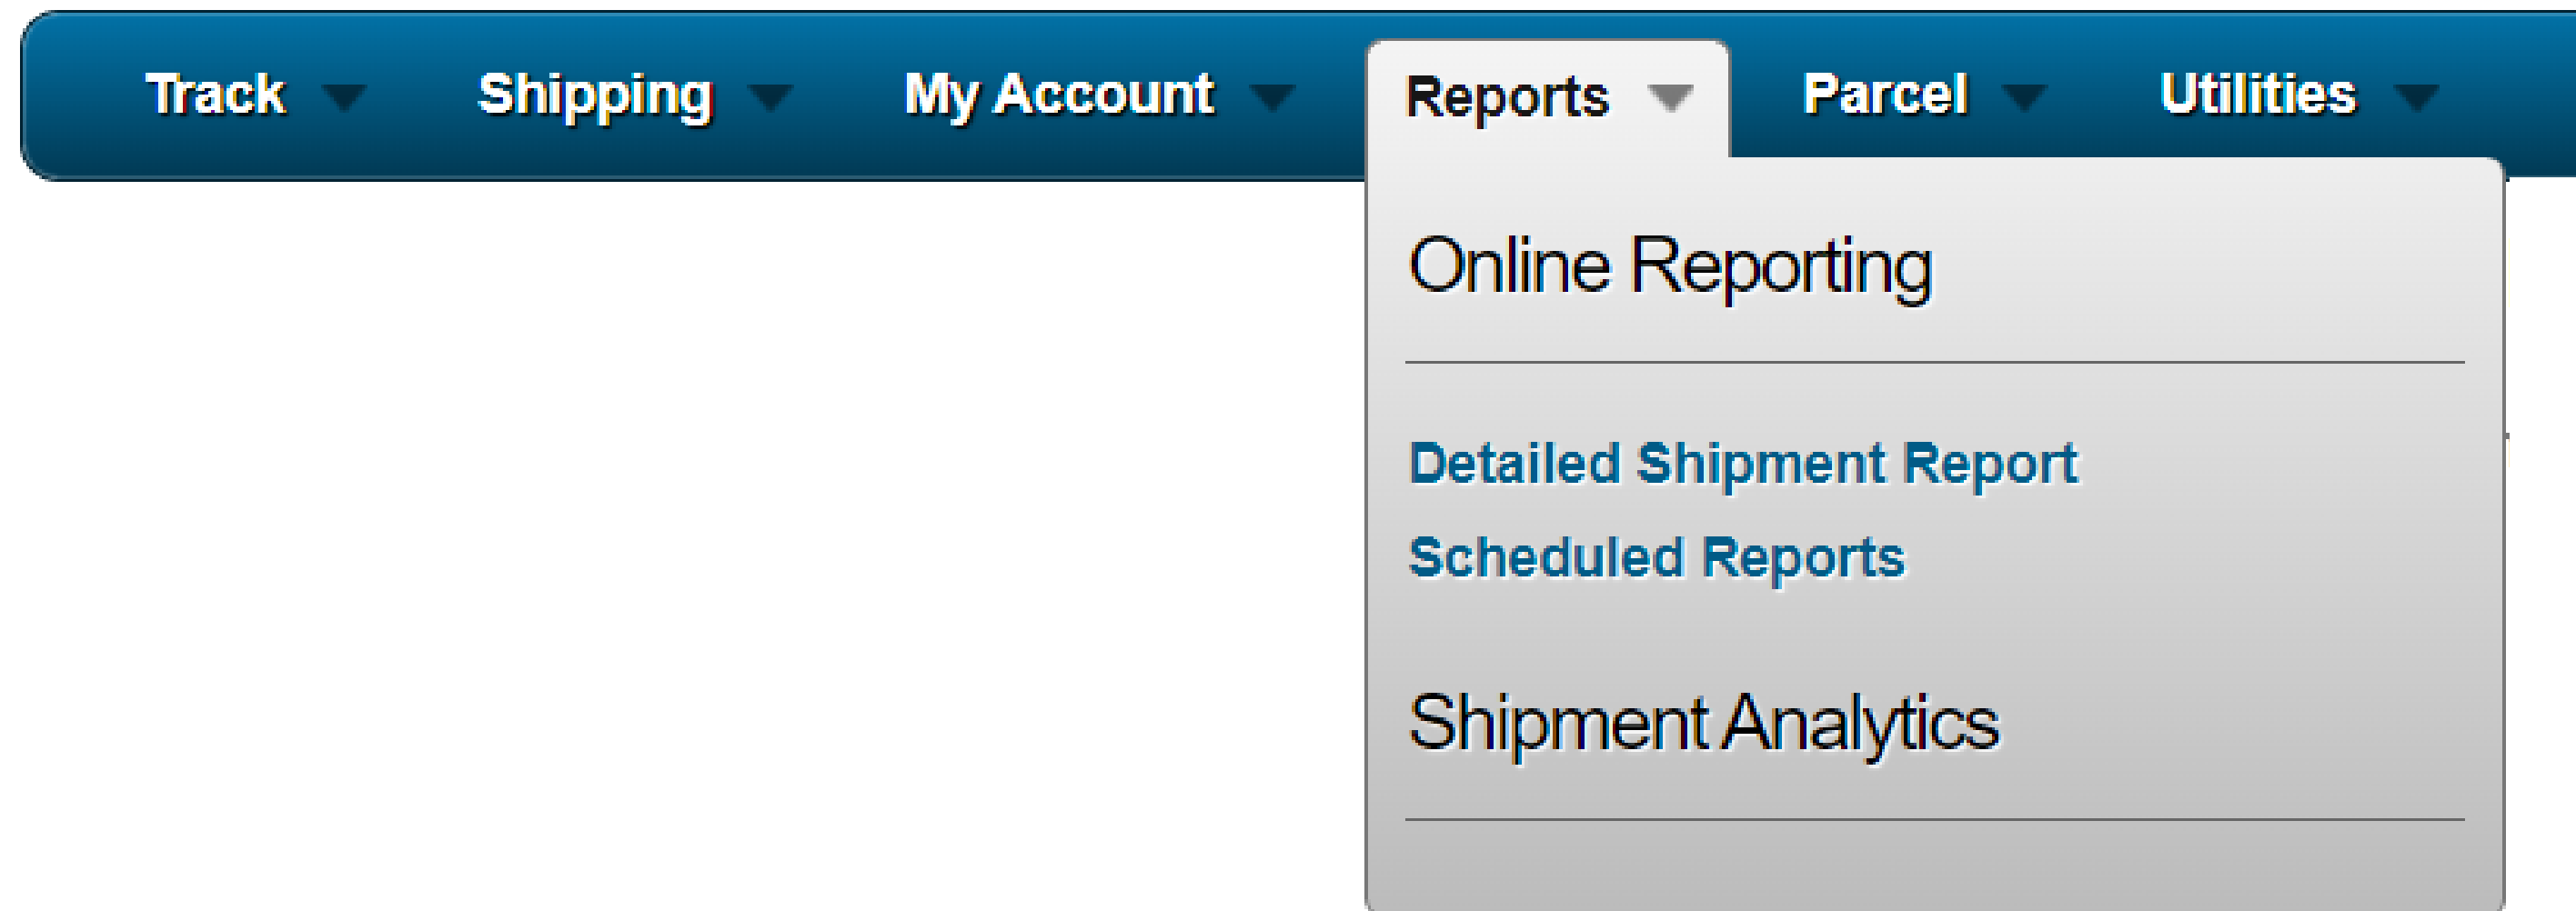 Track Shipping My Account Reports Parcel Utilities
Online Reporting
Detailed Shipment Report
Scheduled Reports
Shipment Analytics